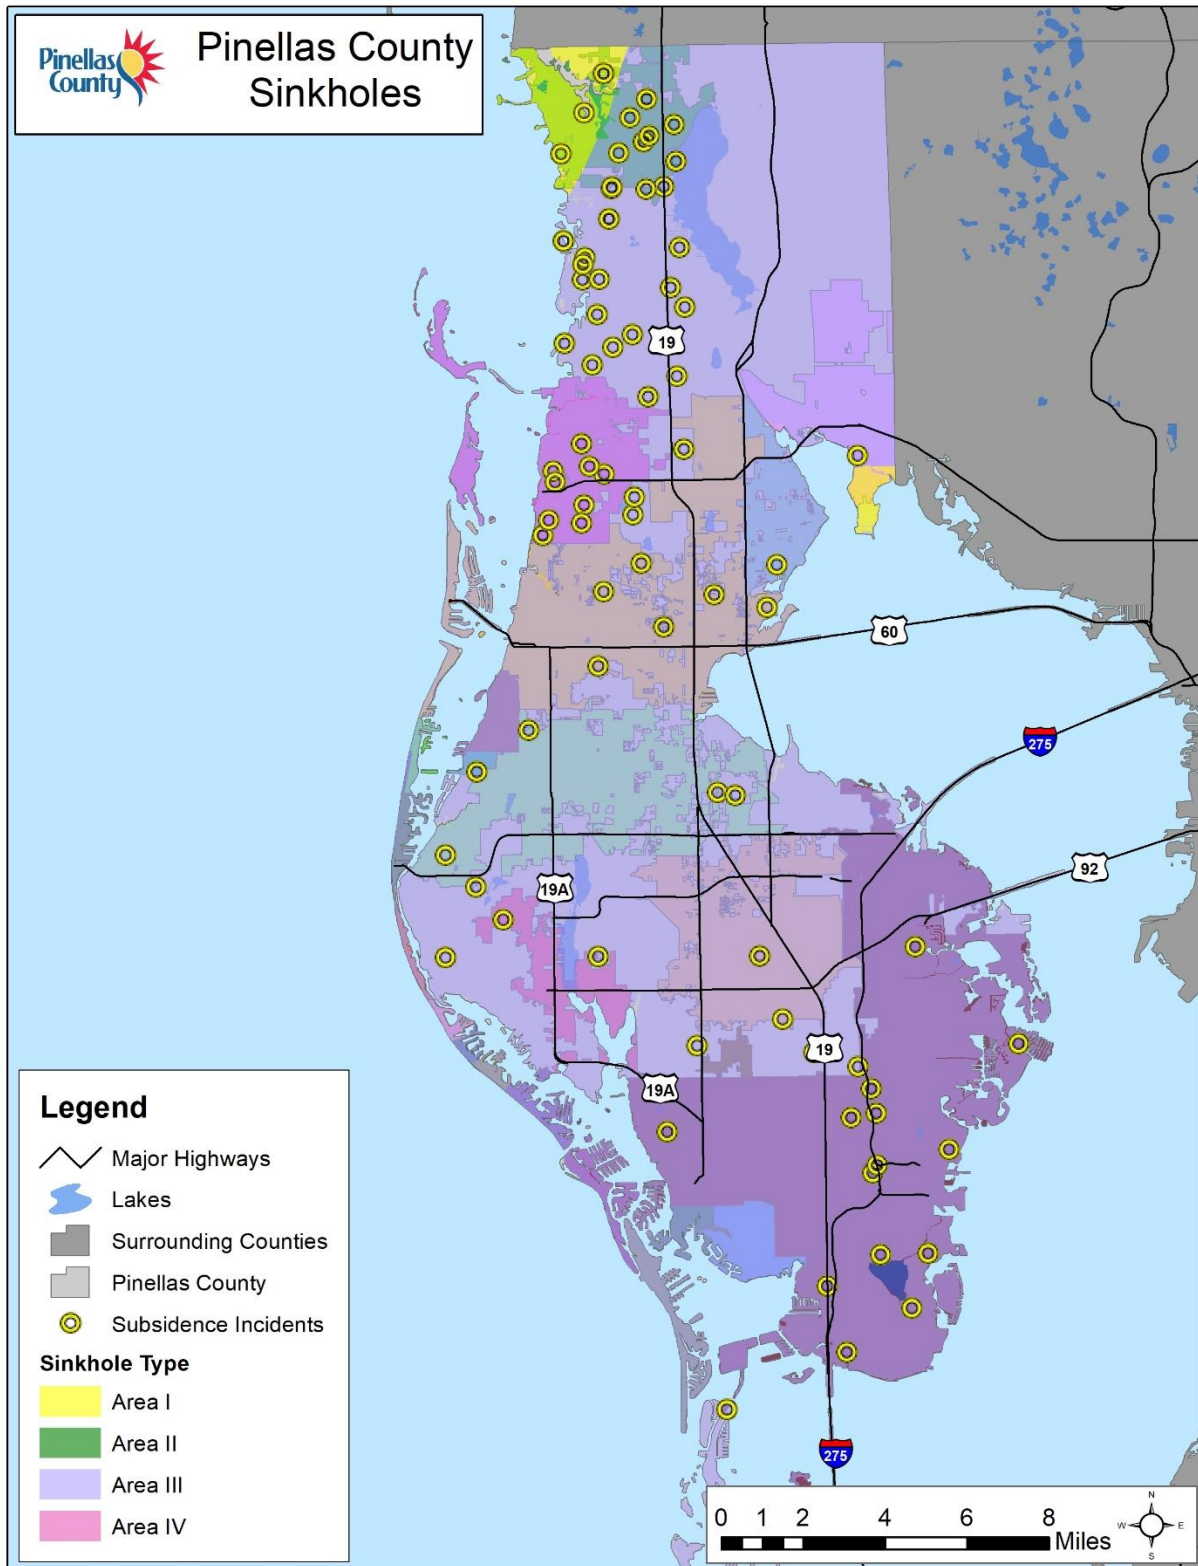 Pinellas
County
Pinellas County
Sinkholes
19
60
275
92
19A
19
19A
275
Legend
Major Highways
Lakes
Surrounding Counties
Pinellas County
Subsidence Incidents
Sinkhole Type
Area I
Area II
Area III
Area IV
0 1 2 4 6 8
Miles
N
W E
S